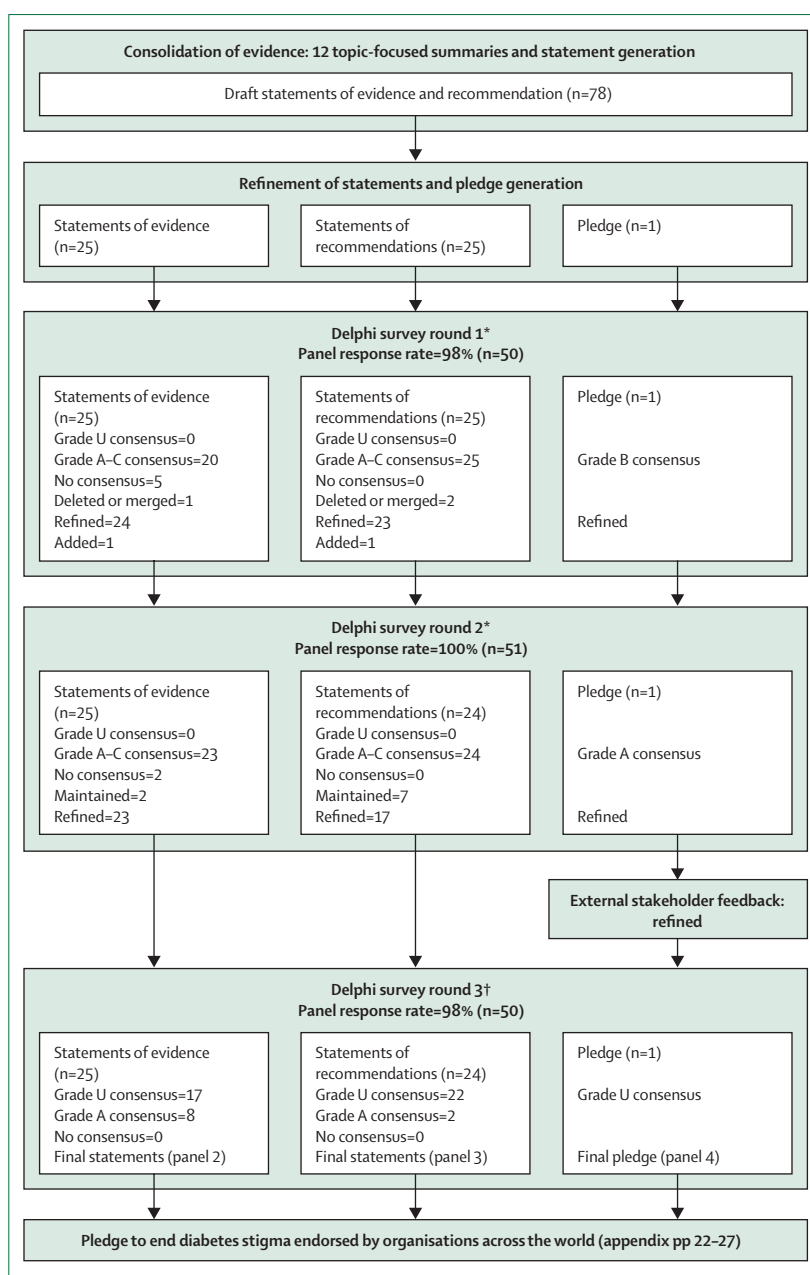 Consolidation of evidence: 12 topic-focused summaries and statement generation
Draft statements of evidence and recommendation (n=78)
Refinement of statements and pledge generation
Statements of evidence
(n=25)
Statements of
recommendations (n=25)
Pledge (n=1)
Delphi survey round 1*
Panel response rate=98% (n=50)
Statements of evidence
(n=25)
Grade U consensus=0
Grade A–C consensus=20
No consensus=5
Deleted or merged=1
Refined=24
Added=1
Statements of
recommendations (n=25)
Grade U consensus=0
Grade A–C consensus=25
No consensus=0
Deleted or merged=2
Refined=23
Added=1
Pledge (n=1)
Grade B consensus
Refined
Delphi survey round 2*
Panel response rate=100% (n=51)
Statements of evidence
(n=25)
Grade U consensus=0
Grade A–C consensus=23
No consensus=2
Maintained=2
Refined=23
Statements of
recommendations (n=24)
Grade U consensus=0
Grade A–C consensus=24
No consensus=0
Maintained=7
Refined=17
Pledge (n=1)
Grade A consensus
Refined
External stakeholder feedback:
refined
Delphi survey round 3†
Panel response rate=98% (n=50)
Statements of evidence
(n=25)
Grade U consensus=17
Grade A consensus=8
No consensus=0
Final statements (panel 2)
Statements of
recommendations (n=24)
Grade U consensus=22
Grade A consensus=2
No consensus=0
Final statements (panel 3)
Pledge (n=1)
Grade U consensus
Final pledge (panel 4)
Pledge to end diabetes stigma endorsed by organisations across the world (appendix pp 22–27)